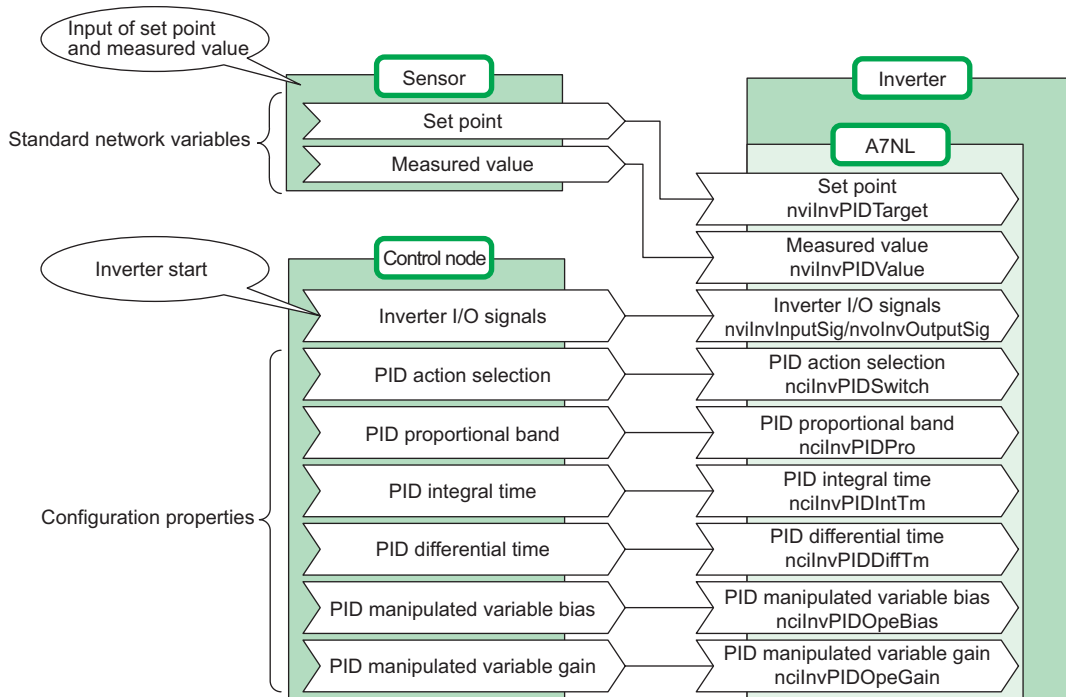 Input of set point
and measured value
Sensor
Set point
Measured value
Standard network variables
Inverter
A7NL
Set point
nviInvPIDTarget
Measured value
nviInvPIDValue
Inverter start
Control node
Inverter I/O signals
Inverter I/O signals
nviInvInputSig/nvoInvOutputSig
PID action selection
PID action selection
nciInvPIDSwitch
PID proportional band
PID proportional band
nciInvPIDPro
PID integral time
PID integral time
nciInvPIDIntTm
Configuration properties
PID differential time
PID differential time
nciInvPIDDiffTm
PID manipulated variable bias
PID manipulated variable bias
nciInvPIDOpeBias
PID manipulated variable gain
PID manipulated variable gain
nciInvPIDOpeGain